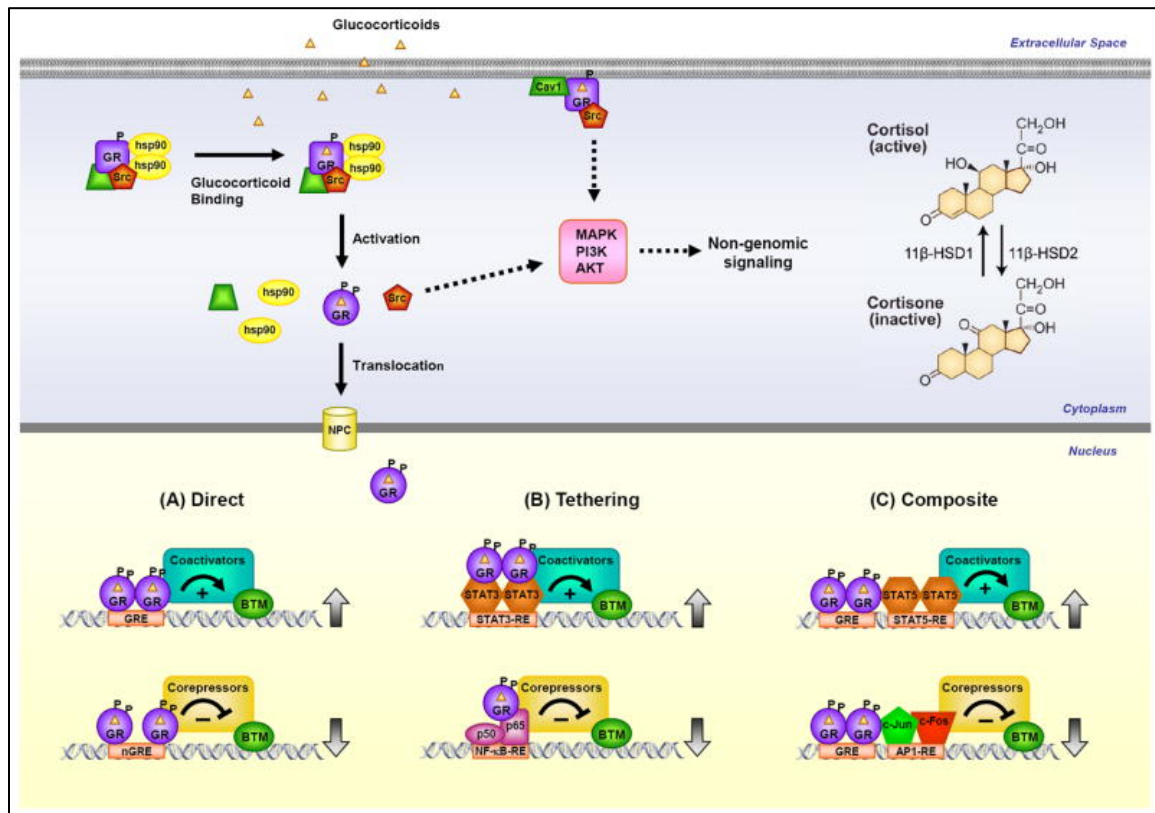 Glucocorticoids
Extracellular Space
P
Cav1
GR
Src
P
GR
hsp90
hsp90
Src
Glucocorticoid
Binding
P
GR
hsp90
hsp90
Src
Activation
hsp90
hsp90
P P
GR
Src
MAPK
PI3K
AKT
Non-genomic
signaling
Translocation
NPC
Cortisol
(active)
CH₂OH
C=O
HO
OH
O
11β-HSD1
11β-HSD2
Cortisone
(inactive)
CH₂OH
C=O
O
OH
O
Cytoplasm
Nucleus
P P
GR
(A) Direct
(B) Tethering
(C) Composite
P P
GR GR
Coactivators
+
BTM
GRE
P P P
GR GR
STAT3 STAT3
Coactivators
+
BTM
STAT3-RE
P P P
GR GR
STAT5 STAT5
Coactivators
+
BTM
GRE
STAT5-RE
P P P P
GR GR
Corepressors
–
BTM
nGRE
P P
GR
p50
p65
Corepressors
–
BTM
NF-κB-RE
P P P
GR GR
c-Jun
c-Fos
Corepressors
–
BTM
GRE
AP1-RE